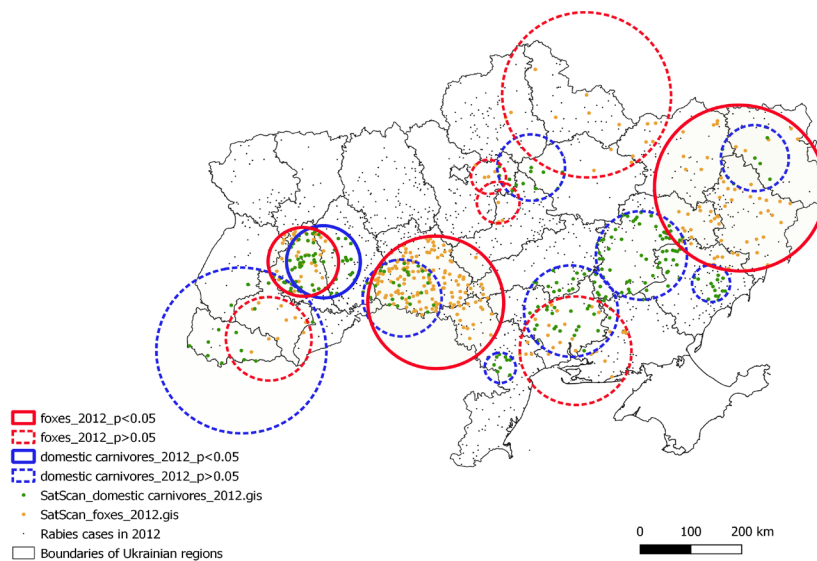 foxes_2012_p<0.05
foxes_2012_p>0.05
domestic carnivores_2012_p<0.05
domestic carnivores_2012_p>0.05
SatScan_domestic carnivores_2012.gis
SatScan_foxes_2012.gis
Rabies cases in 2012
Boundaries of Ukrainian regions
0 100 200 km